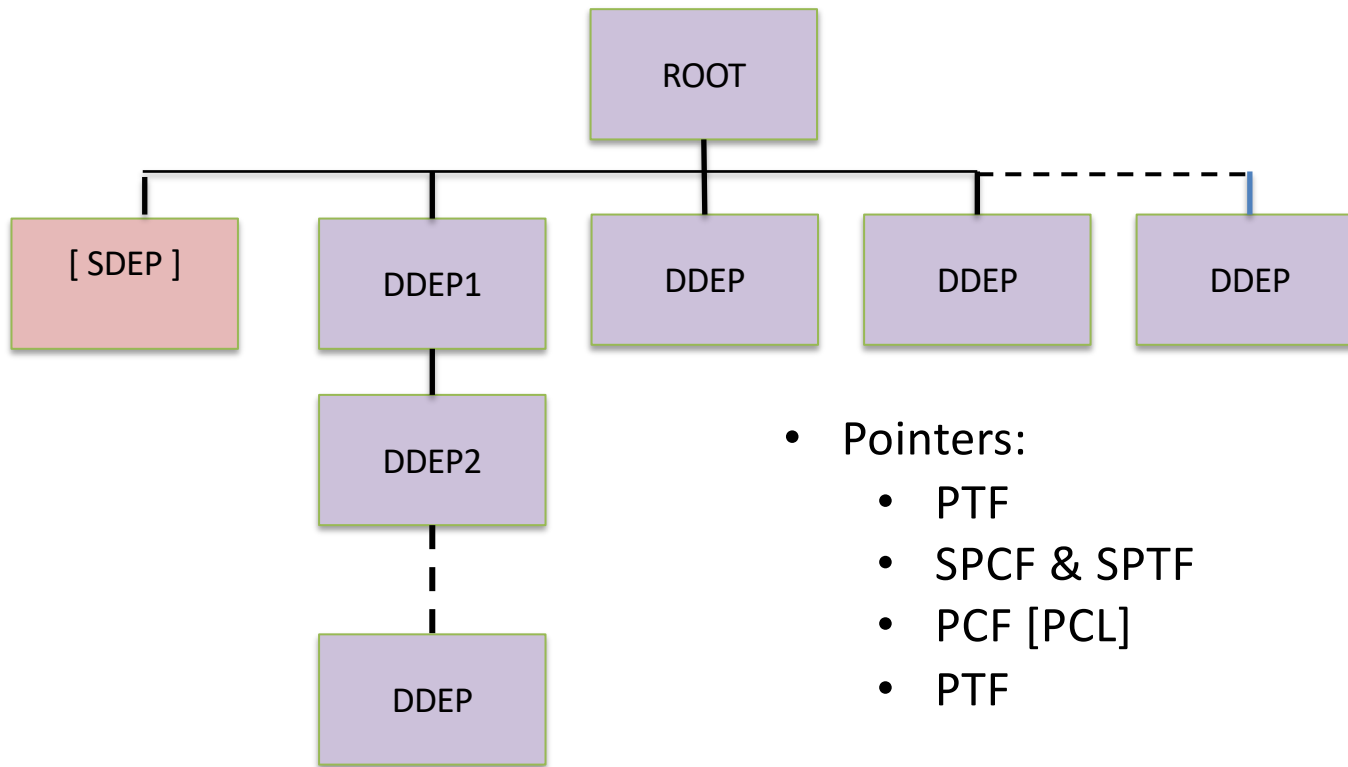 ROOT
[ SDEP ]
DDEP1
DDEP
DDEP
DDEP
DDEP2
DDEP
• Pointers:
• PTF
• SPCF & SPTF
• PCF [PCL]
• PTF